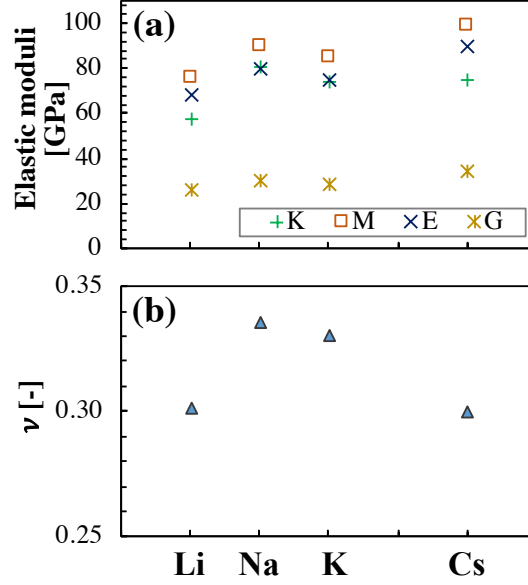 (a)
Elastic moduli
[GPa]
100
80
60
40
20
0
K M E G
(b)
ν [-]
0.35
0.30
0.25
Li Na K Cs